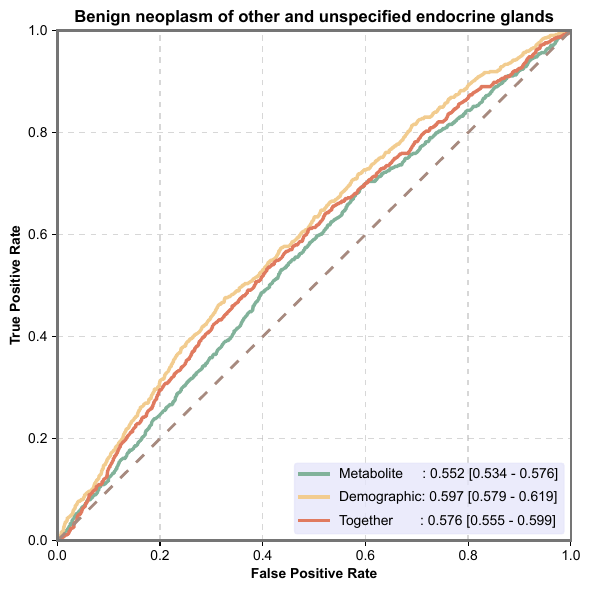 Benign neoplasm of other and unspecified endocrine glands
1.0
0.8
0.6
0.4
0.2
0.0
True Positive Rate
Metabolite : 0.552 [0.534 - 0.576]
Demographic: 0.597 [0.579 - 0.619]
Together : 0.576 [0.555 - 0.599]
0.0 0.2 0.4 0.6 0.8 1.0
False Positive Rate